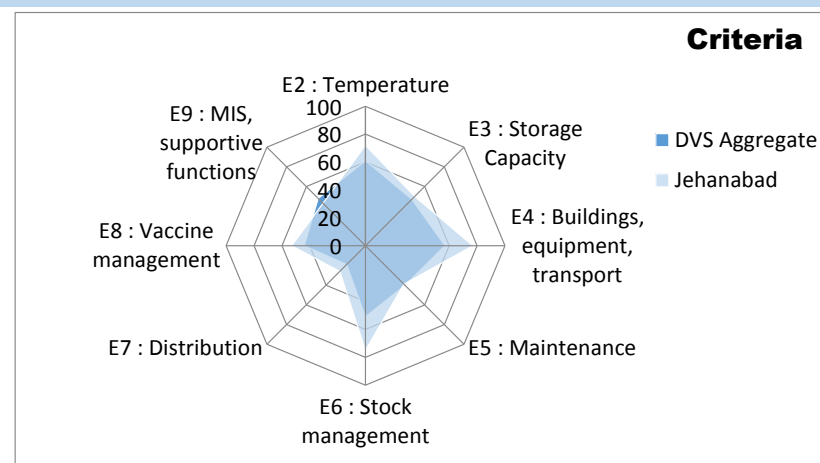 Criteria
E2 : Temperature
E3 : Storage
Capacity
E4 : Buildings,
equipment,
transport
E5 : Maintenance
E6 : Stock
management
E7 : Distribution
E8 : Vaccine
management
E9 : MIS,
supportive
functions
100
80
60
40
20
0
DVS Aggregate
Jehanabad